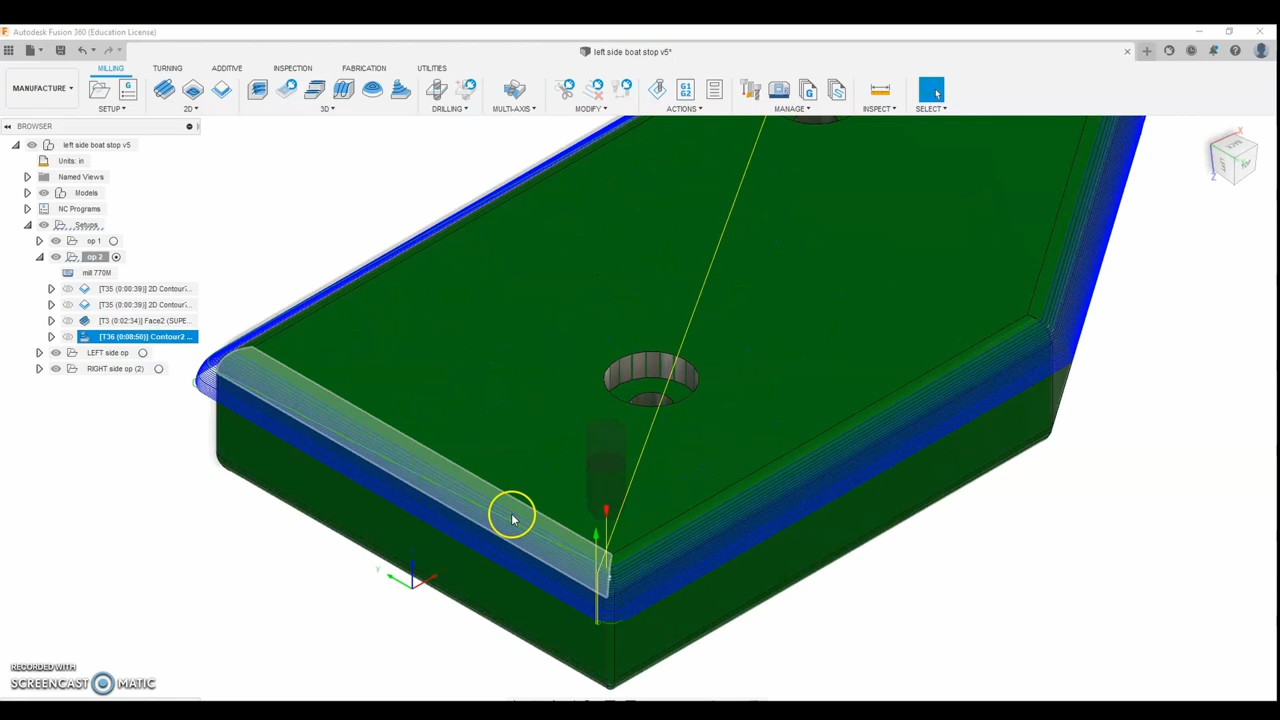 Autodesk Fusion 360 (Education License)
left side boat stop v5*
MILLING TURNING ADDITIVE INSPECTION FABRICATION UTILITIES
MANUFACTURE
G1
G2
SETUP 2D 3D DRILLING MULTI-AXIS MODIFY ACTIONS MANAGE INSPECT SELECT
BROWSER
left side boat stop v5
Units: in
Named Views
Models
NC Programs
Setups
op 1
op 2
mill 770M
[T35 (0:00:39)] 2D Contour...
[T35 (0:00:39)] 2D Contour...
[T3 (0:02:34)] Face2 (SUPE...
[T36 (0:08:50)] Contour2 ...
LEFT side op
RIGHT side op (2)
X
BACK
LEFT
Z
Y
RECORDED WITH
SCREENCAST MATIC